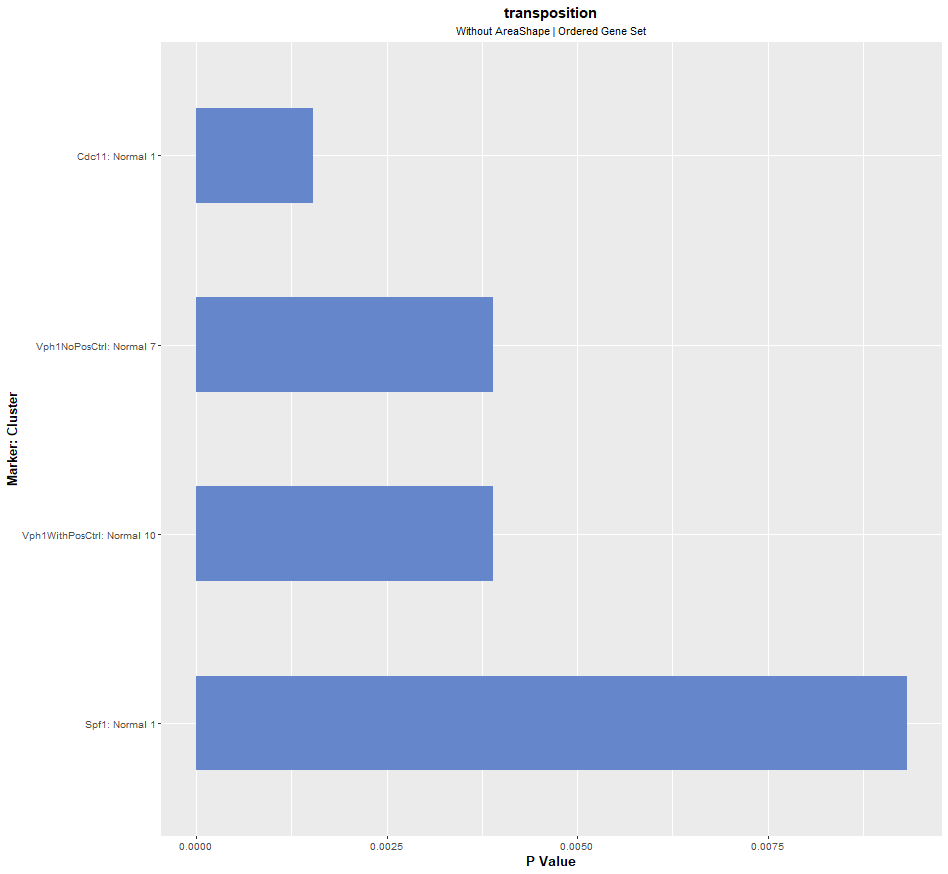 transposition
Without AreaShape | Ordered Gene Set
Marker: Cluster
Cdc11: Normal 1
Vph1NoPosCtrl: Normal 7
Vph1WithPosCtrl: Normal 10
Spf1: Normal 1
0.0000 0.0025 0.0050 0.0075
P Value